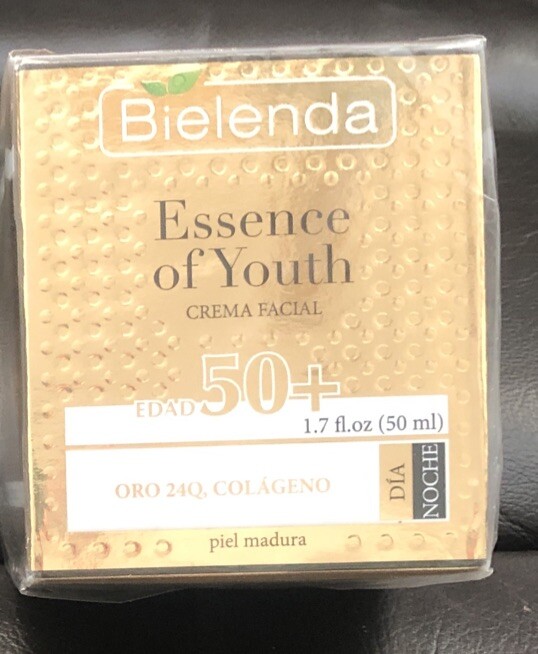 Bielenda
Essence
of Youth
CREMA FACIAL
EDAD 50+
1.7 fl.oz (50 ml)
ORO 24Q, COLÁGENO
DÍA
NOCHE
piel madura